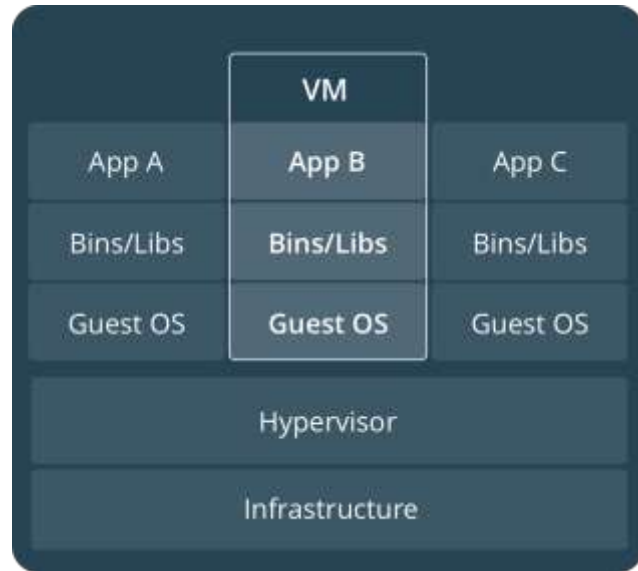 VM
App A App B App C
Bins/Libs Bins/Libs Bins/Libs
Guest OS Guest OS Guest OS
Hypervisor
Infrastructure